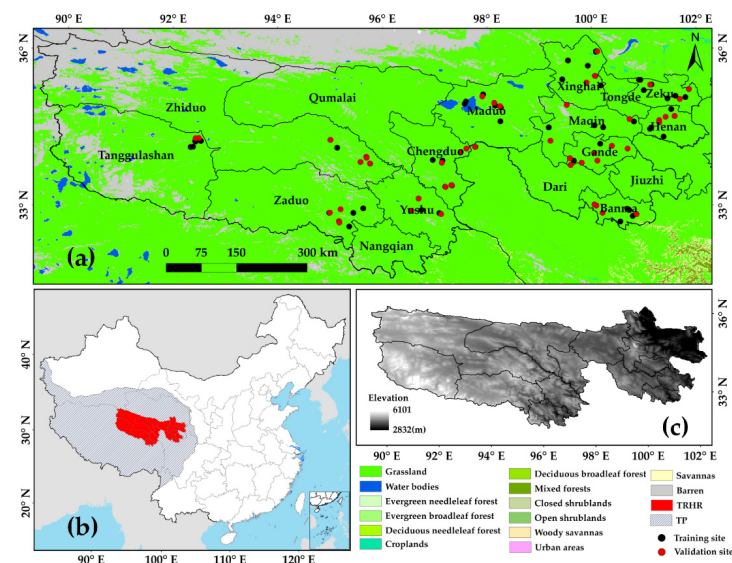 90° E 92° E 94° E 96° E 98° E 100° E 102° E
36° N
33° N
36° N
33° N
N
Zhiduo
Qumalai
Tanggulashan
Zaduo
Nangqian
Yushu
Chengduo
Maduo
Xinghai
Tongde
Zeku
Henan
Maqin
Gande
Dari
Jiuzhi
Banma
(a)
0 75 150 300 km
40° N
30° N
20° N
90° E 100° E 110° E 120° E
(b)
36° N
33° N
Elevation
6101
2832(m)
(c)
90° E 92° E 94° E 96° E 98° E 100° E 102° E
Grassland
Water bodies
Evergreen needleleaf forest
Evergreen broadleaf forest
Deciduous needleleaf forest
Croplands
Deciduous broadleaf forest
Mixed forests
Closed shrublands
Open shrublands
Woody savannas
Urban areas
Savannas
Barren
TRHR
TP
Training site
Validation site